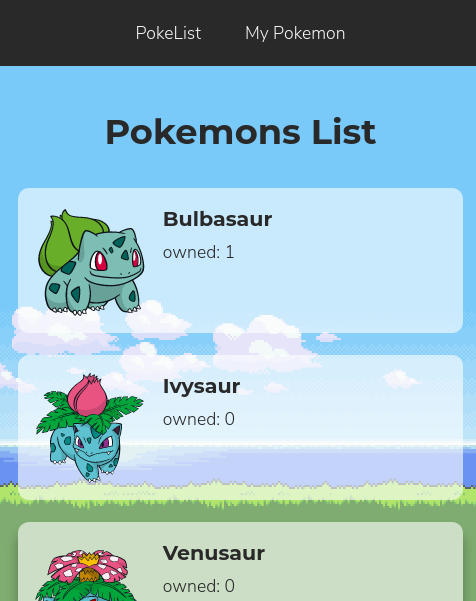 PokeList My Pokemon
Pokemons List
Bulbasaur
owned: 1
Ivysaur
owned: 0
Venusaur
owned: 0